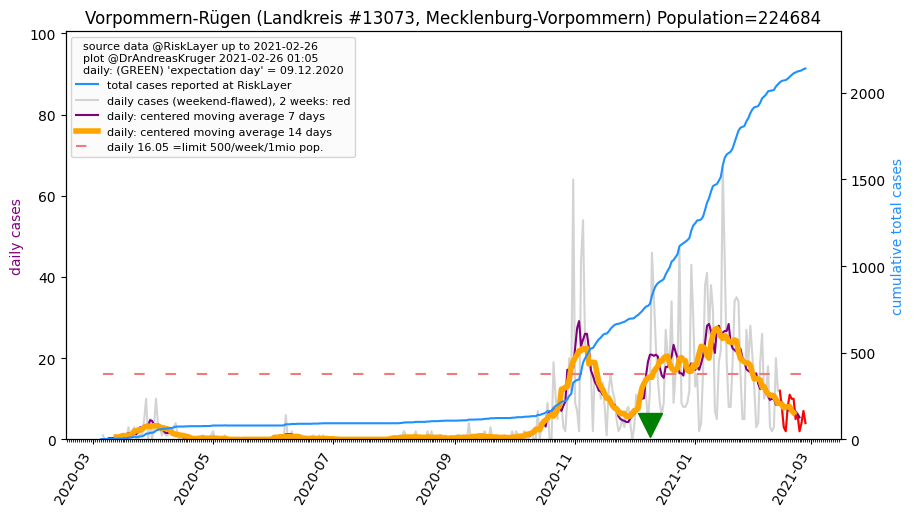 Vorpommern-Rügen (Landkreis #13073, Mecklenburg-Vorpommern) Population=224684
source data @RiskLayer up to 2021-02-26
plot @DrAndreasKruger 2021-02-26 01:05
daily: (GREEN) 'expectation day' = 09.12.2020
total cases reported at RiskLayer
daily cases (weekend-flawed), 2 weeks: red
daily: centered moving average 7 days
daily: centered moving average 14 days
daily 16.05 =limit 500/week/1mio pop.
daily cases
100
80
60
40
20
0
cumulative total cases
2000
1500
1000
500
0
2020-03
2020-05
2020-07
2020-09
2020-11
2021-01
2021-03